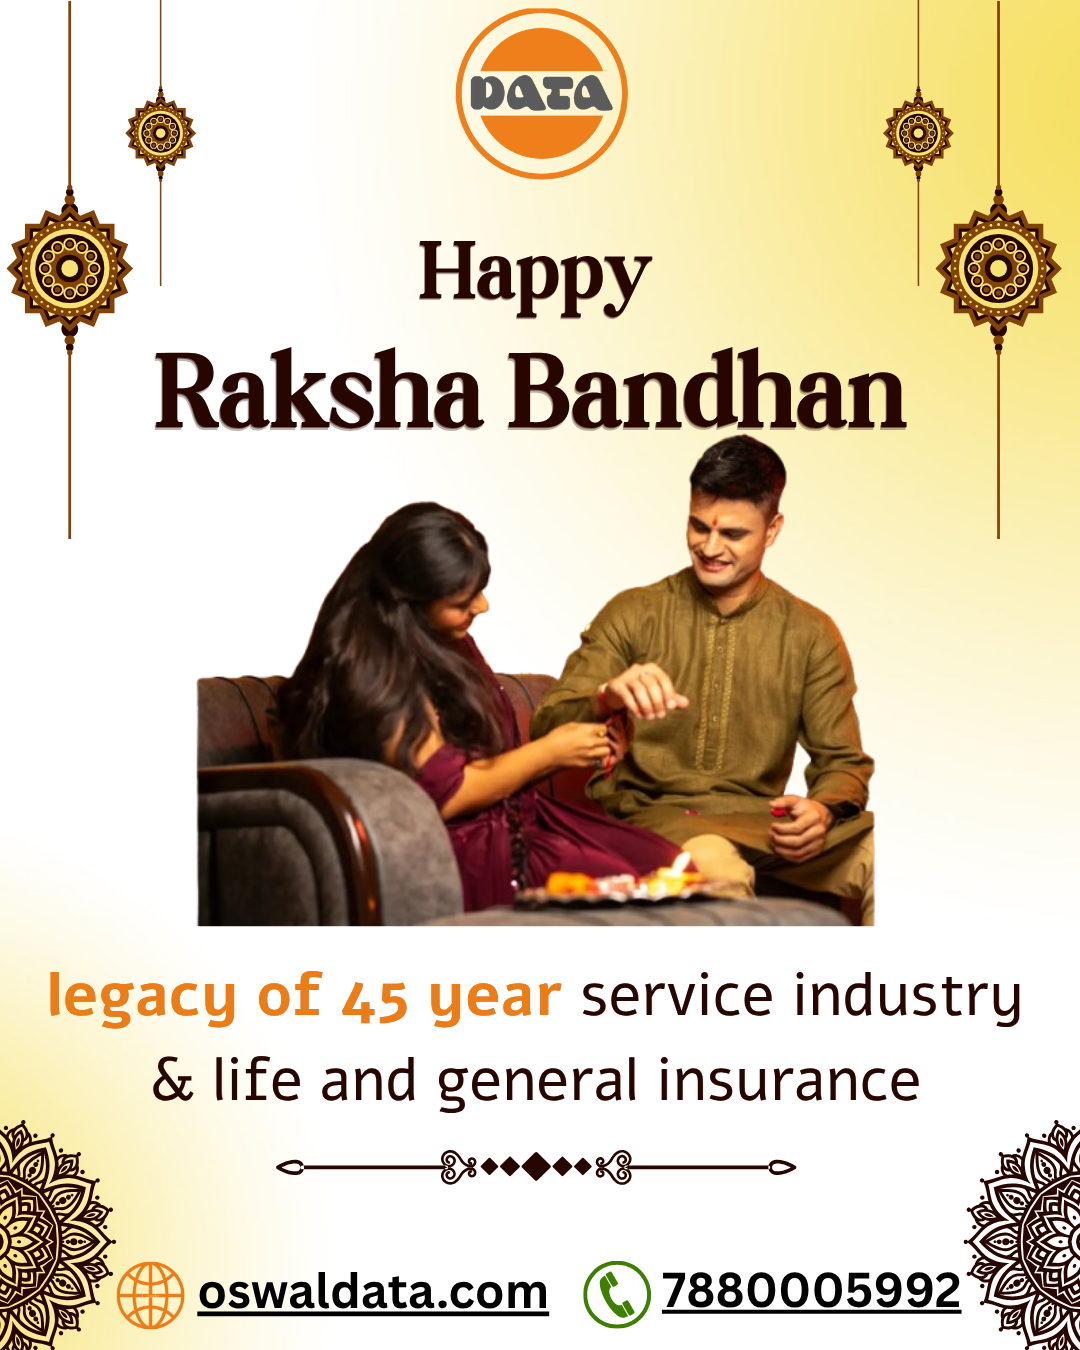 DATA
Happy
Raksha Bandhan
legacy of 45 year service industry
& life and general insurance
oswaldata.com
7880005992